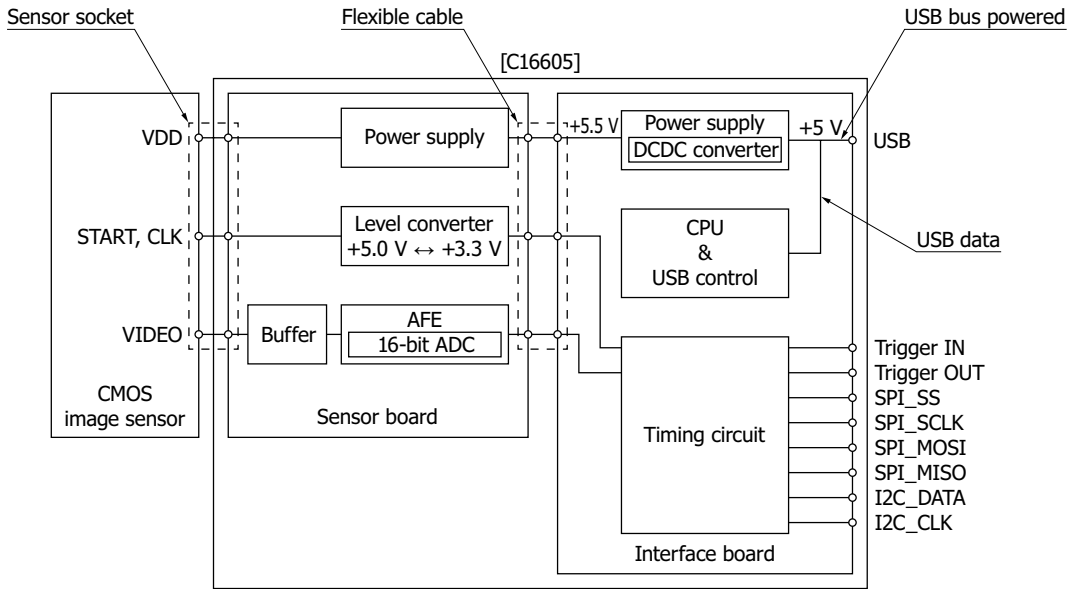 Sensor socket
Flexible cable
USB bus powered
[C16605]
VDD
Power supply
+5.5 V
Power supply
DCDC converter
+5 V
USB
START, CLK
Level converter
+5.0 V ↔ +3.3 V
CPU
&
USB control
USB data
VIDEO
Buffer
AFE
16-bit ADC
CMOS
image sensor
Sensor board
Timing circuit
Trigger IN
Trigger OUT
SPI_SS
SPI_SCLK
SPI_MOSI
SPI_MISO
I2C_DATA
I2C_CLK
Interface board